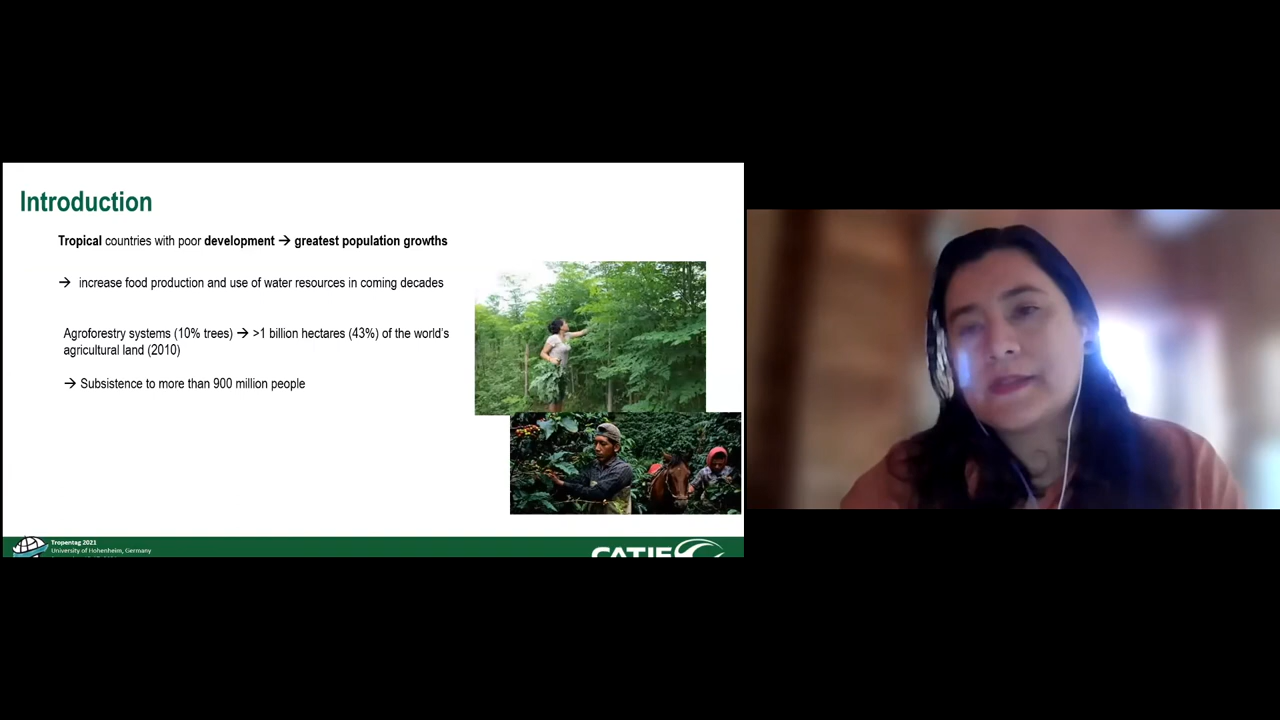 Introduction
Tropical countries with poor development → greatest population growths
→ increase food production and use of water resources in coming decades
Agroforestry systems (10% trees) → >1 billion hectares (43%) of the world's
agricultural land (2010)
→ Subsistence to more than 900 million people
Tropentag 2021
University of Hohenheim, Germany
CATIE